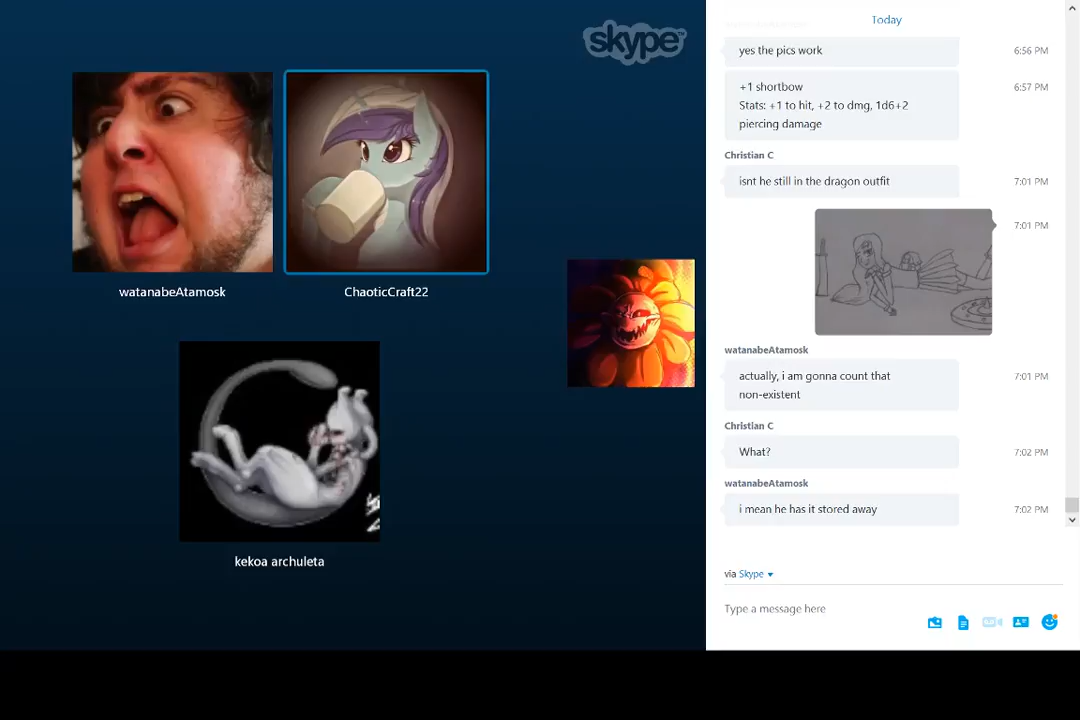 skype™
Today
yes the pics work
6:56 PM
+1 shortbow
6:57 PM
Stats: +1 to hit, +2 to dmg, 1d6+2
piercing damage
Christian C
isnt he still in the dragon outfit
7:01 PM
7:01 PM
watanabeAtamosk
ChaoticCraft22
watanabeAtamosk
actually, i am gonna count that
7:01 PM
non-existent
Christian C
What?
7:02 PM
watanabeAtamosk
i mean he has it stored away
7:02 PM
kekoa archuleta
via Skype
Type a message here